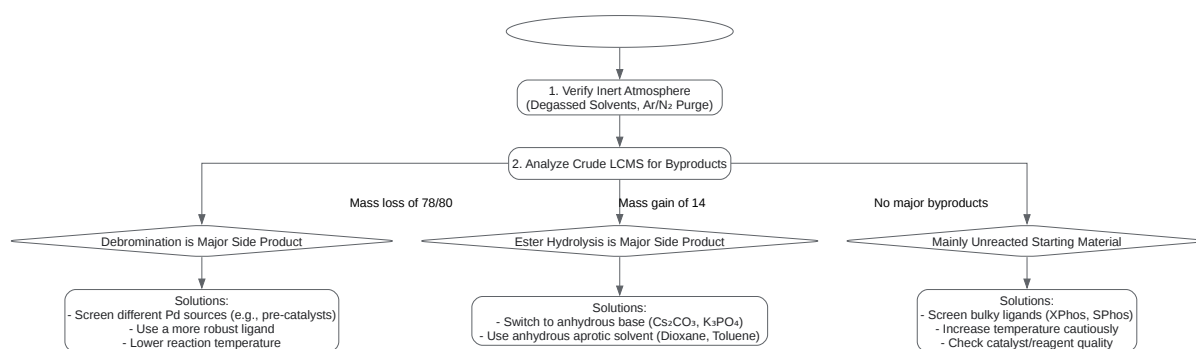 1. Verify Inert Atmosphere
(Degassed Solvents, Ar/N₂ Purge)
2. Analyze Crude LCMS for Byproducts
Mass loss of 78/80
Mass gain of 14
No major byproducts
Debromination is Major Side Product
Ester Hydrolysis is Major Side Product
Mainly Unreacted Starting Material
Solutions:
- Screen different Pd sources (e.g., pre-catalysts)
- Use a more robust ligand
- Lower reaction temperature
Solutions:
- Switch to anhydrous base (Cs₂CO₃, K₃PO₄)
- Use anhydrous aprotic solvent (Dioxane, Toluene)
Solutions:
- Screen bulky ligands (XPhos, SPhos)
- Increase temperature cautiously
- Check catalyst/reagent quality